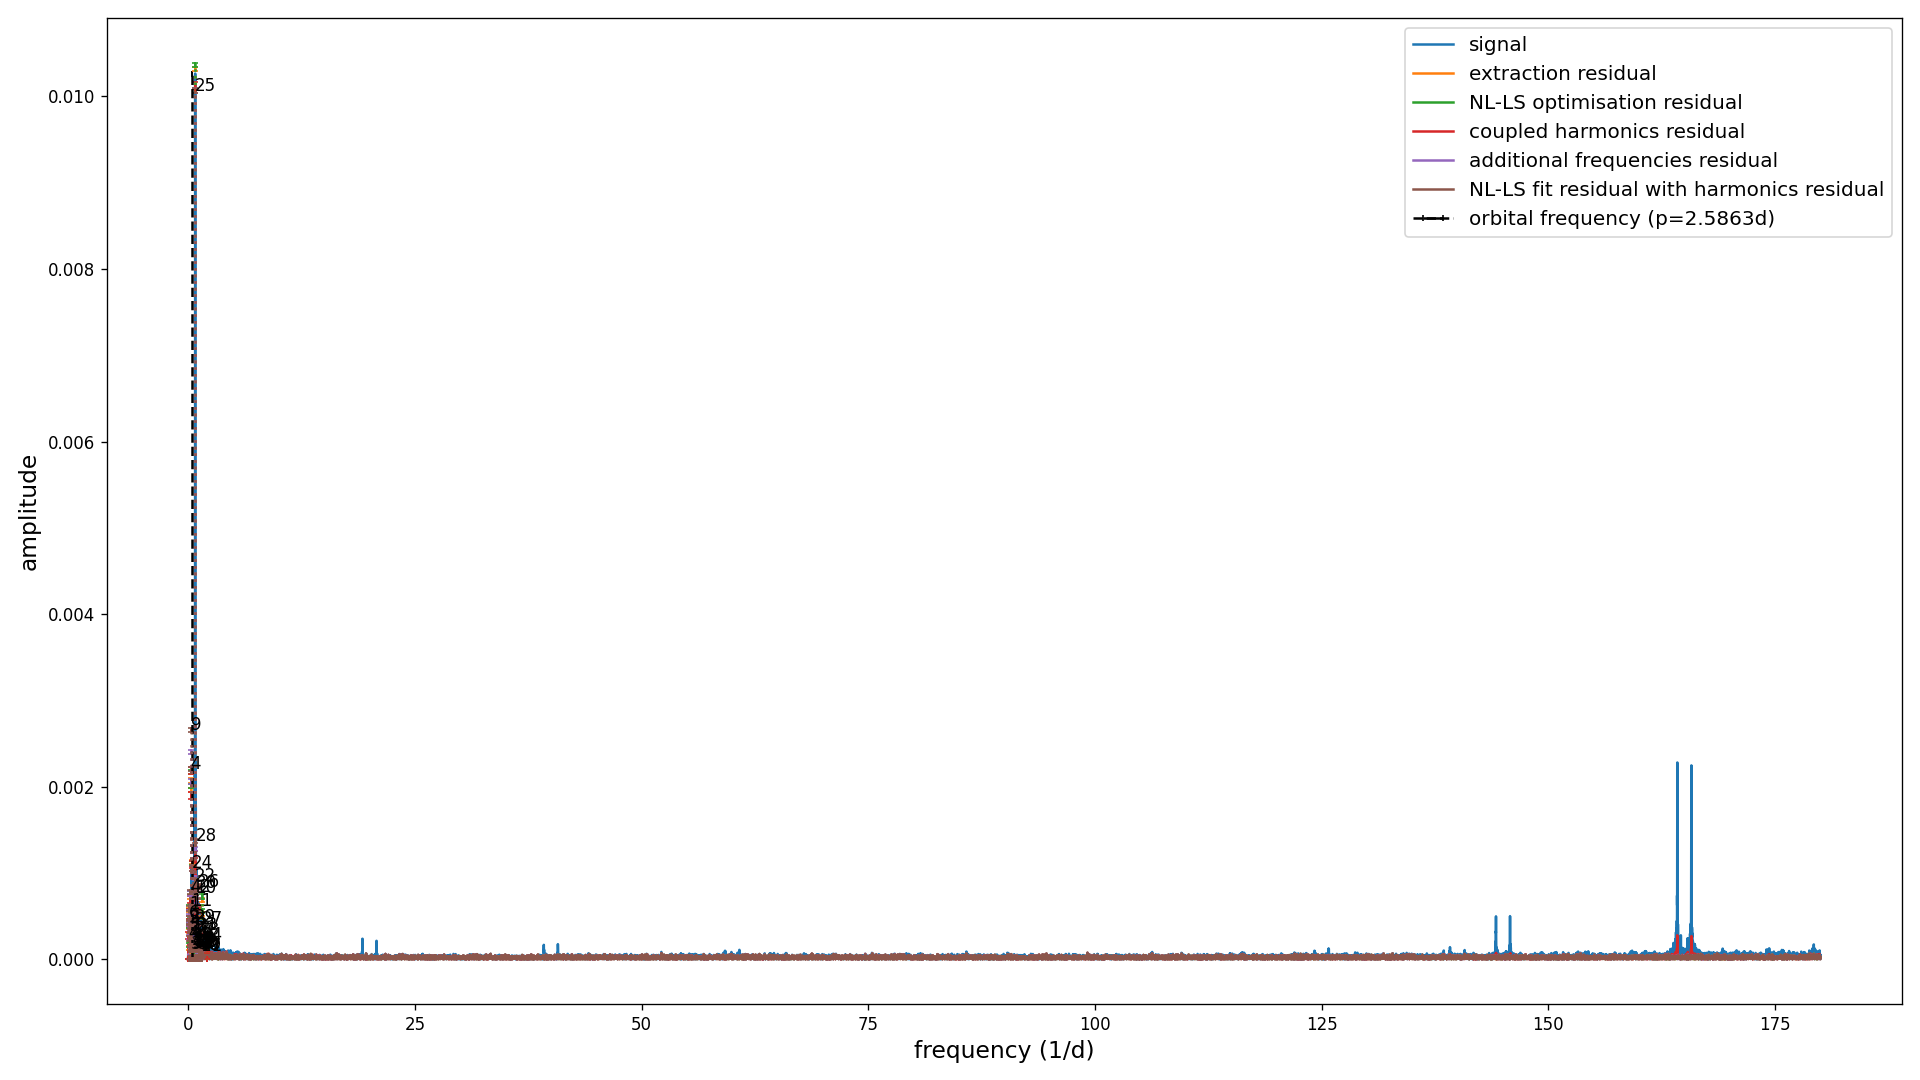 signal
extraction residual
NL-LS optimisation residual
coupled harmonics residual
additional frequencies residual
NL-LS fit residual with harmonics residual
orbital frequency (p=2.5863d)
amplitude
0.010
0.008
0.006
0.004
0.002
0.000
25
9
4
28
24
0
25
50
75
100
125
150
175
frequency (1/d)